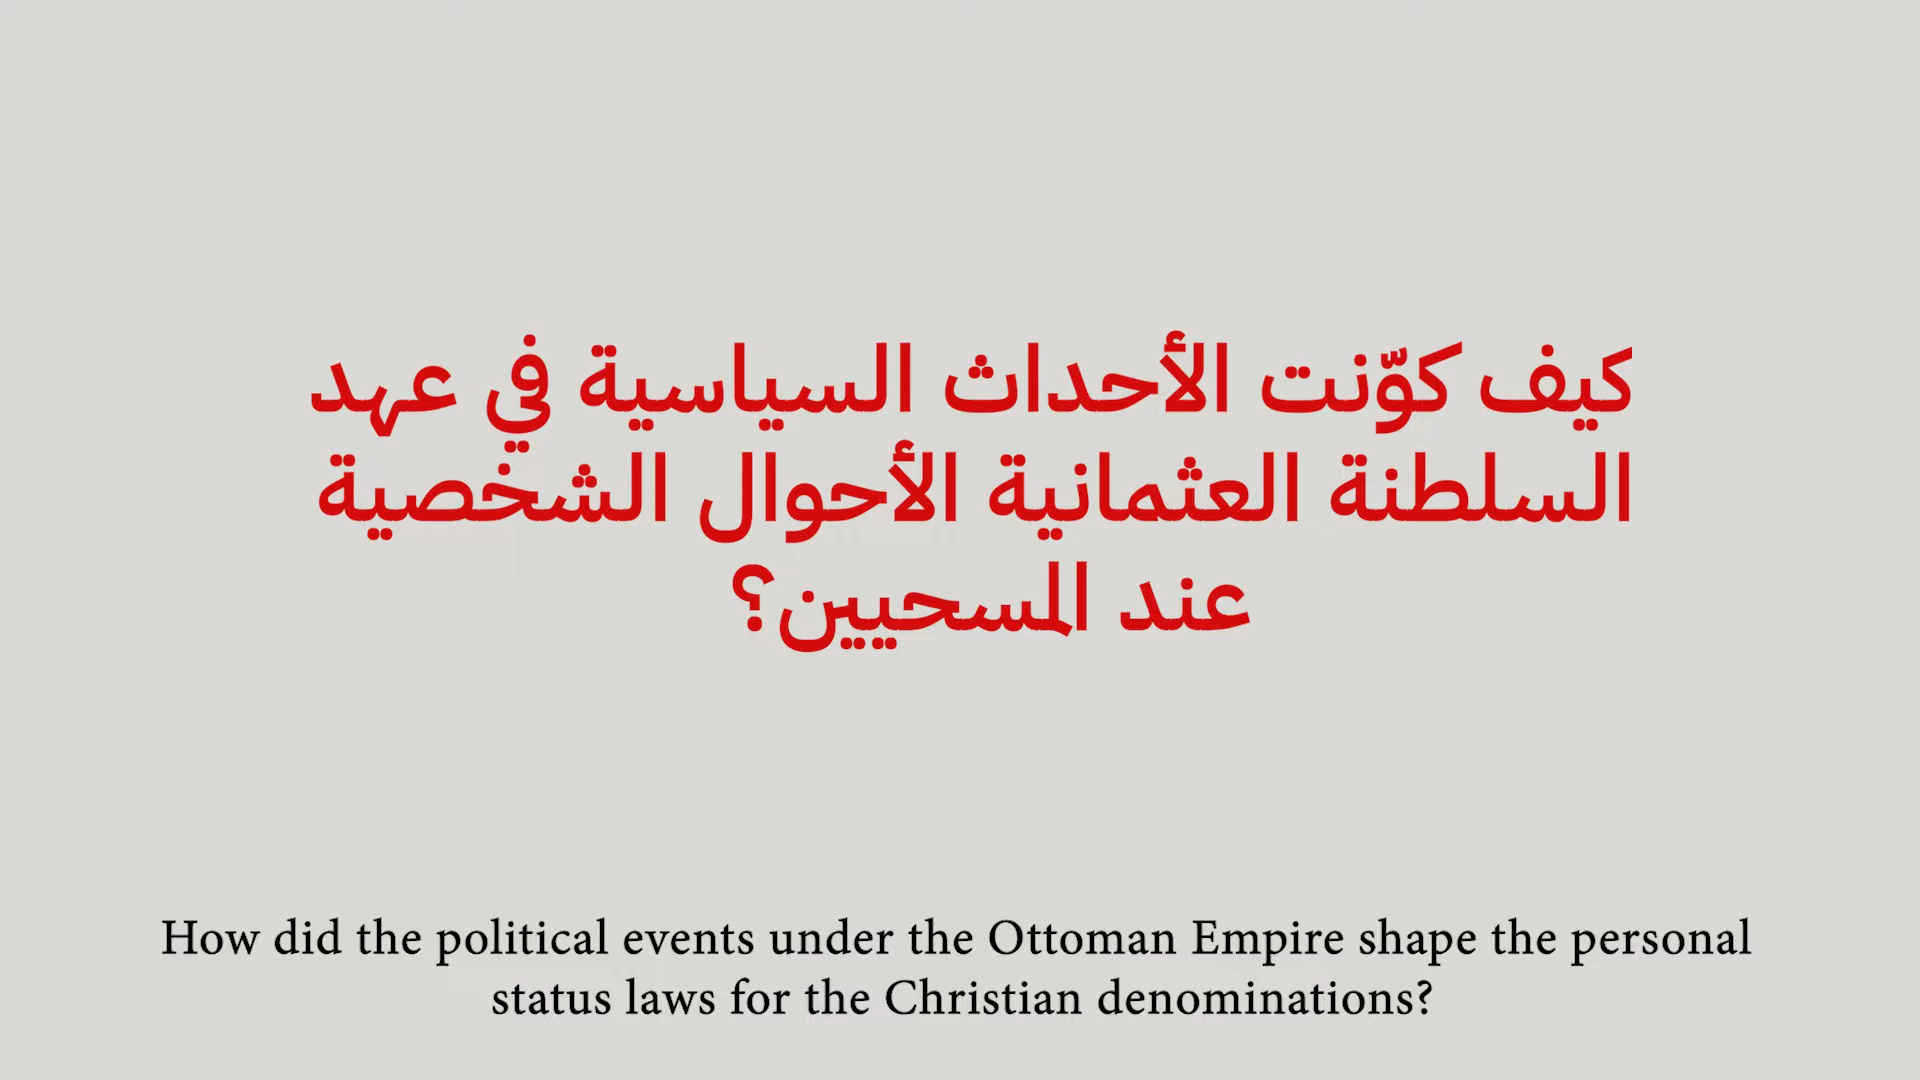 كيف كوّنت الأحداث السياسية في عهد
السلطنة العثمانية الأحوال الشخصية
عند المسحيين؟
How did the political events under the Ottoman Empire shape the personal
status laws for the Christian denominations?